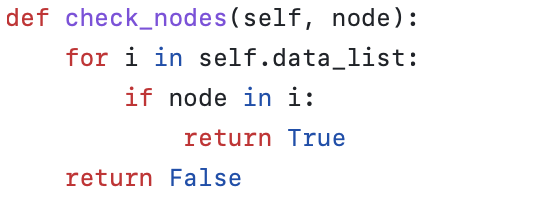 def check_nodes(self, node):
    for i in self.data_list:
        if node in i:
            return True
    return False